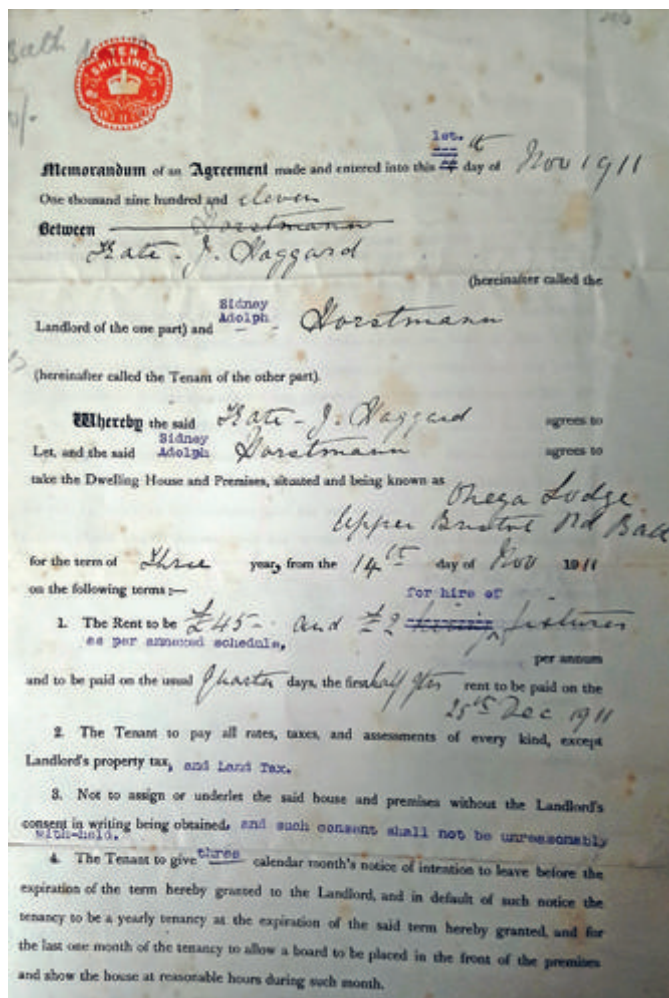 Bath
TEN SHILLINGS
Memorandum of an Agreement made and entered into this 1st. day of Nov 1911
One thousand nine hundred and eleven
Between Horstmann
Kate - J. Haggard
(hereinafter called the
Sidney
Landlord of the one part) and Adolph Horstmann
(hereinafter called the Tenant of the other part).
Whereby the said Kate - J. Haggard agrees to
Sidney
Let, and the said Adolph Horstmann agrees to
take the Dwelling House and Premises, situated and being known as
Onega Lodge
Upper Bristol Rd Bath
for the term of Three year, from the 14th day of Nov 1911
on the following terms :— for hire of
1. The Rent to be £45 - and £2 fixtures
as per annexed schedule, per annum
and to be paid on the usual Quarter days, the first half qtrs rent to be paid on the
25th Dec 1911
2. The Tenant to pay all rates, taxes, and assessments of every kind, except
Landlord's property tax, and Land Tax.
3. Not to assign or underlet the said house and premises without the Landlord's
consent in writing being obtained, and such consent shall not be unreasonably
with-held.
4. The Tenant to give three calendar month's notice of intention to leave before the
expiration of the term hereby granted to the Landlord, and in default of such notice the
tenancy to be a yearly tenancy at the expiration of the said term hereby granted, and for
the last one month of the tenancy to allow a board to be placed in the front of the premises
and show the house at reasonable hours during such month.